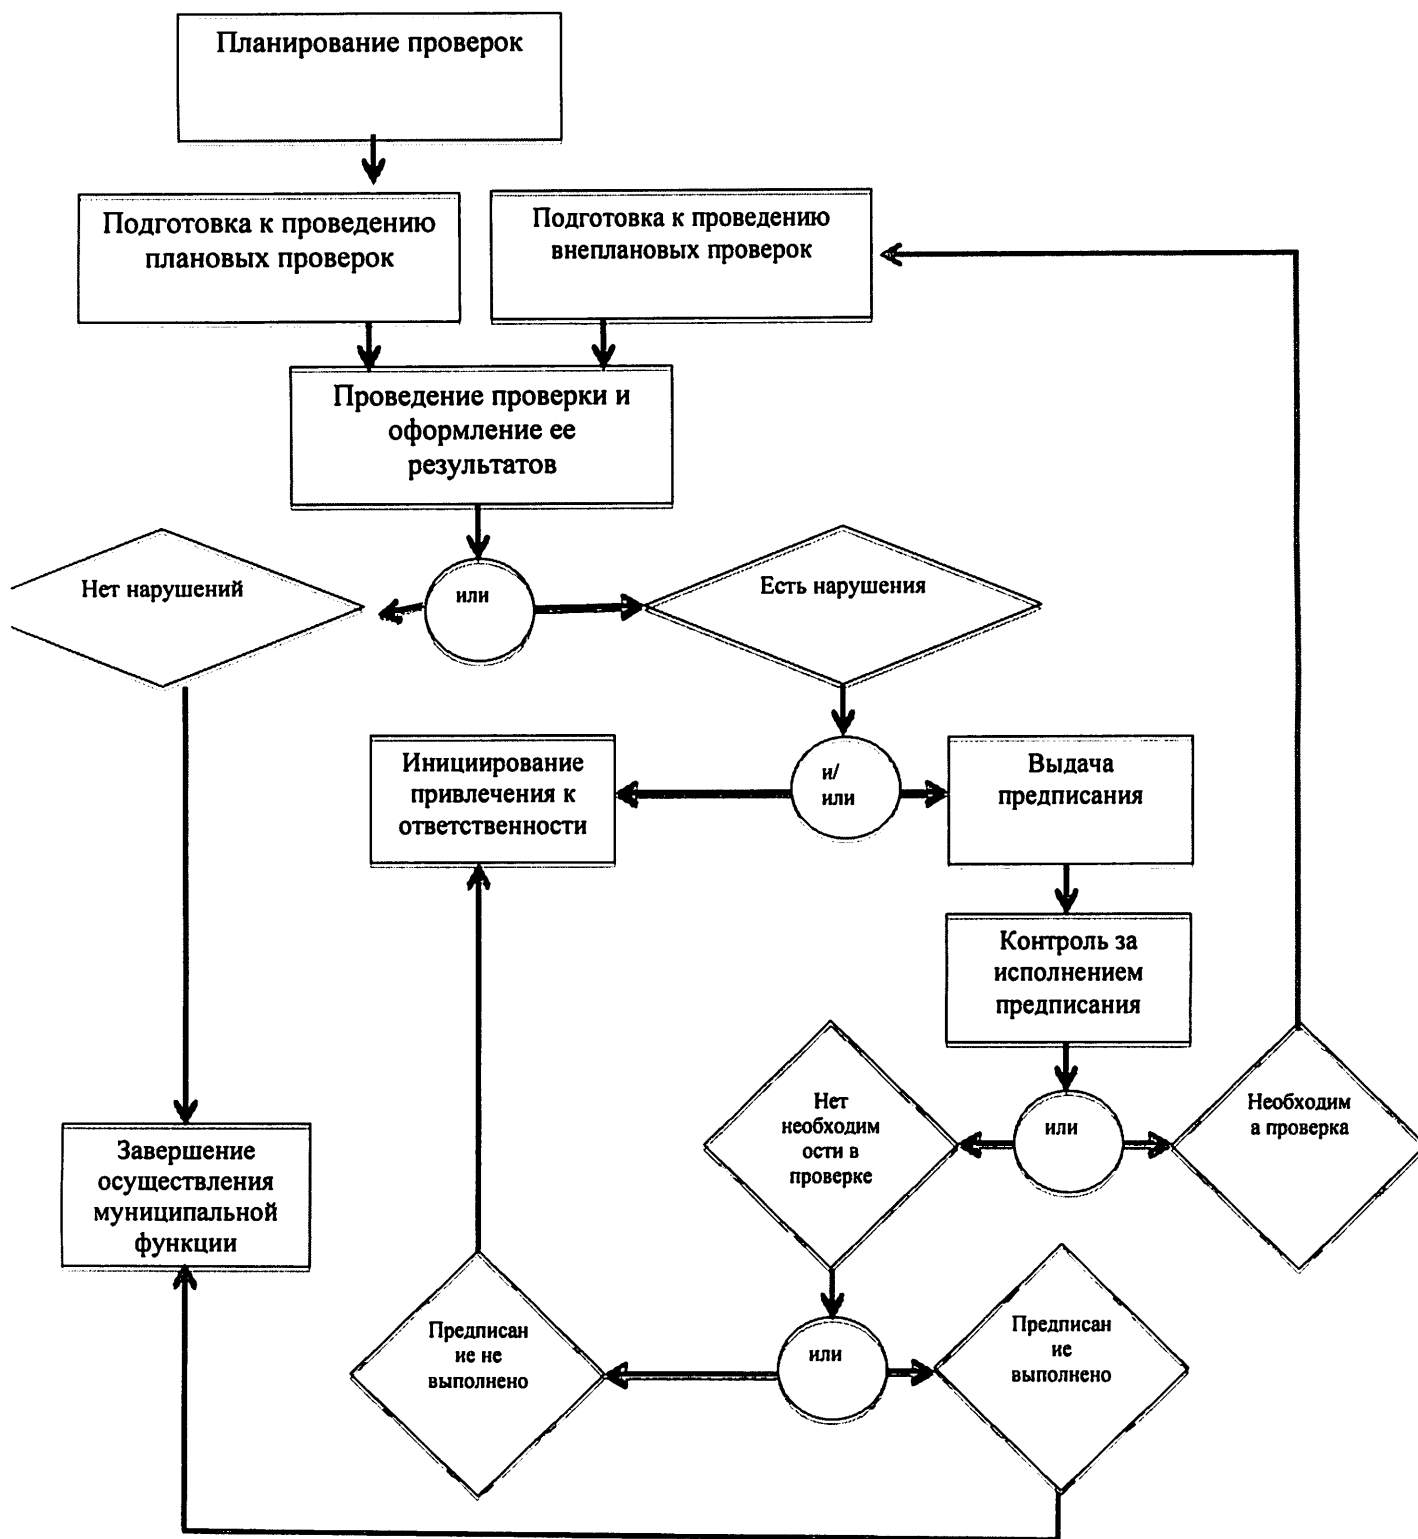 Планирование проверок
Подготовка к проведению
плановых проверок
Подготовка к проведению
внеплановых проверок
Проведение проверки и
оформление ее
результатов
Нет нарушений
или
Есть нарушения
Инициирование
привлечения к
ответственности
и/
или
Выдача
предписания
Контроль за
исполнением
предписания
Нет
необходим
ости в
проверке
или
Необходим
а проверка
Завершение
осуществления
муниципальной
функции
Предписан
ие не
выполнено
или
Предписан
ие
выполнено